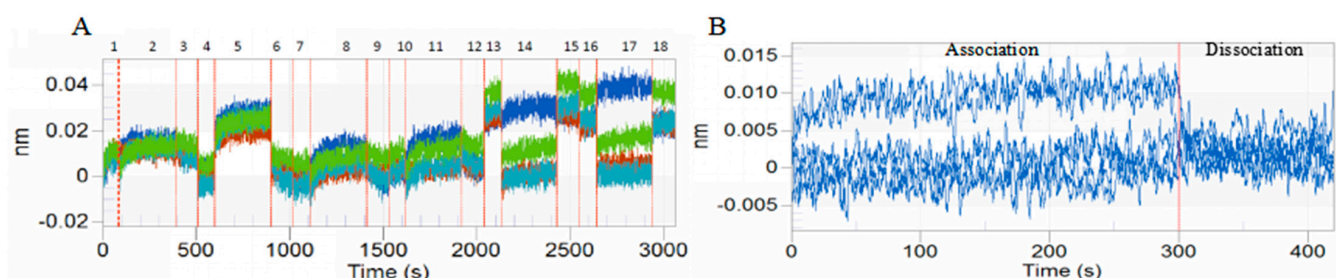 A
1 2 3 4 5 6 7 8 9 10 11 12 13 14 15 16 17 18
0.04
0.02
0
-0.02
nm
0 500 1000 1500 2000 2500 3000
Time (s)
B
Association Dissociation
0.015
0.010
0.005
0
-0.005
nm
0 100 200 300 400
Time (s)